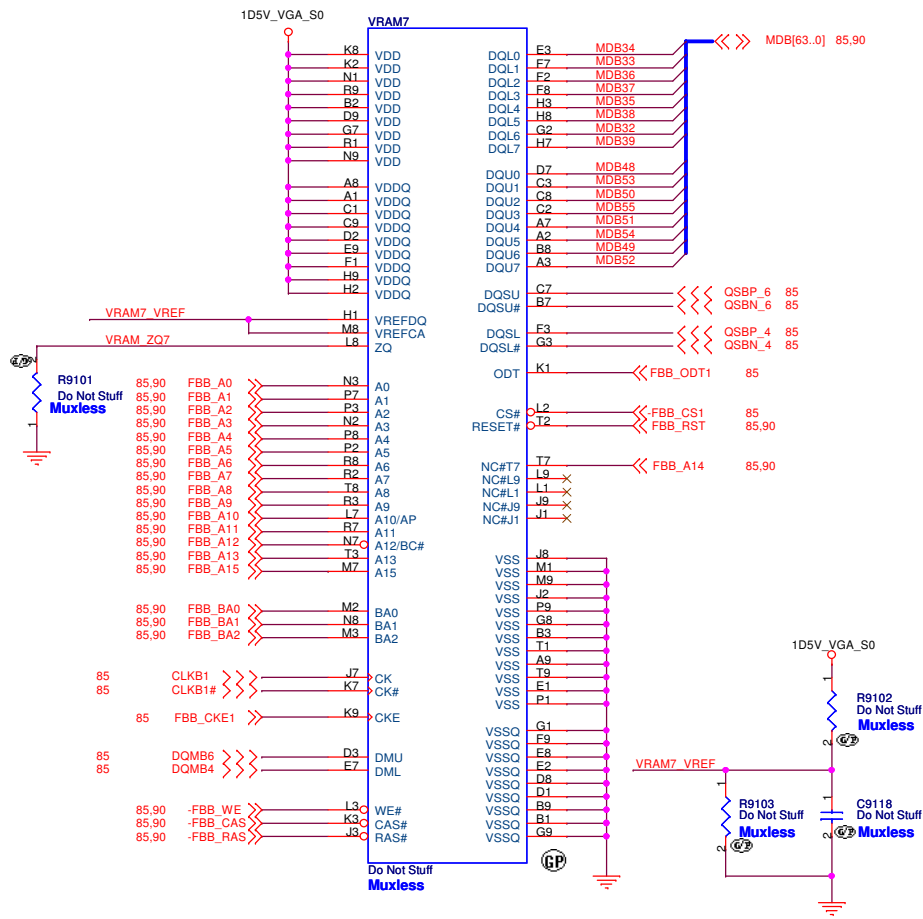 1D5V_VGA_S0
VRAM7
K8 VDD DQL0 E3 MDB34 MDB[63..0] 85,90
K2 VDD DQL1 F7 MDB33
N1 VDD DQL2 F2 MDB36
R9 VDD DQL3 F8 MDB37
B2 VDD DQL4 H3 MDB35
D9 VDD DQL5 H8 MDB38
G7 VDD DQL6 G2 MDB32
R1 VDD DQL7 H7 MDB39
N9 VDD
A8 VDDQ DQU0 D7 MDB48
A1 VDDQ DQU1 C3 MDB53
C1 VDDQ DQU2 C8 MDB50
C9 VDDQ DQU3 C2 MDB55
D2 VDDQ DQU4 A7 MDB51
E9 VDDQ DQU5 A2 MDB54
F1 VDDQ DQU6 B8 MDB49
H9 VDDQ DQU7 A3 MDB52
H2 VDDQ
DQSU C7 QSBP_6 85
DQSU# B7 QSBN_6 85
VRAM7_VREF H1 VREFDQ
M8 VREFCA DQSL F3 QSBP_4 85
VRAM_ZQ7 L8 ZQ DQSL# G3 QSBN_4 85
ODT K1 FBB_ODT1 85
2
R9101
Do Not Stuff
Muxless
1
85,90 FBB_A0 N3 A0
85,90 FBB_A1 P7 A1
85,90 FBB_A2 P3 A2 CS# L2 -FBB_CS1 85
85,90 FBB_A3 N2 A3 RESET# T2 FBB_RST 85,90
85,90 FBB_A4 P8 A4
85,90 FBB_A5 P2 A5
85,90 FBB_A6 R8 A6 NC#T7 T7 FBB_A14 85,90
85,90 FBB_A7 R2 A7 NC#L9 L9
85,90 FBB_A8 T8 A8 NC#L1 L1
85,90 FBB_A9 R3 A9 NC#J9 J9
85,90 FBB_A10 L7 A10/AP NC#J1 J1
85,90 FBB_A11 R7 A11
85,90 FBB_A12 N7 A12/BC#
85,90 FBB_A13 T3 A13 VSS J8
85,90 FBB_A15 M7 A15 VSS M1
VSS M9
VSS J2
85,90 FBB_BA0 M2 BA0 VSS P9
85,90 FBB_BA1 N8 BA1 VSS G8
85,90 FBB_BA2 M3 BA2 VSS B3
VSS T1
VSS A9
85 CLKB1 J7 CK VSS T9
85 CLKB1# K7 CK# VSS E1
VSS P1
85 FBB_CKE1 K9 CKE
VSSQ G1
VSSQ F9
85 DQMB6 D3 DMU VSSQ E8
85 DQMB4 E7 DML VSSQ E2
VSSQ D8
VSSQ D1
85,90 -FBB_WE L3 WE# VSSQ B9
85,90 -FBB_CAS K3 CAS# VSSQ B1
85,90 -FBB_RAS J3 RAS# VSSQ G9
GP
Do Not Stuff
Muxless
1D5V_VGA_S0
1
R9102
Do Not Stuff
Muxless
2 G/P
VRAM7_VREF
1
R9103
Do Not Stuff
Muxless
2 G/P
1
C9118
Do Not Stuff
Muxless
2 G/P